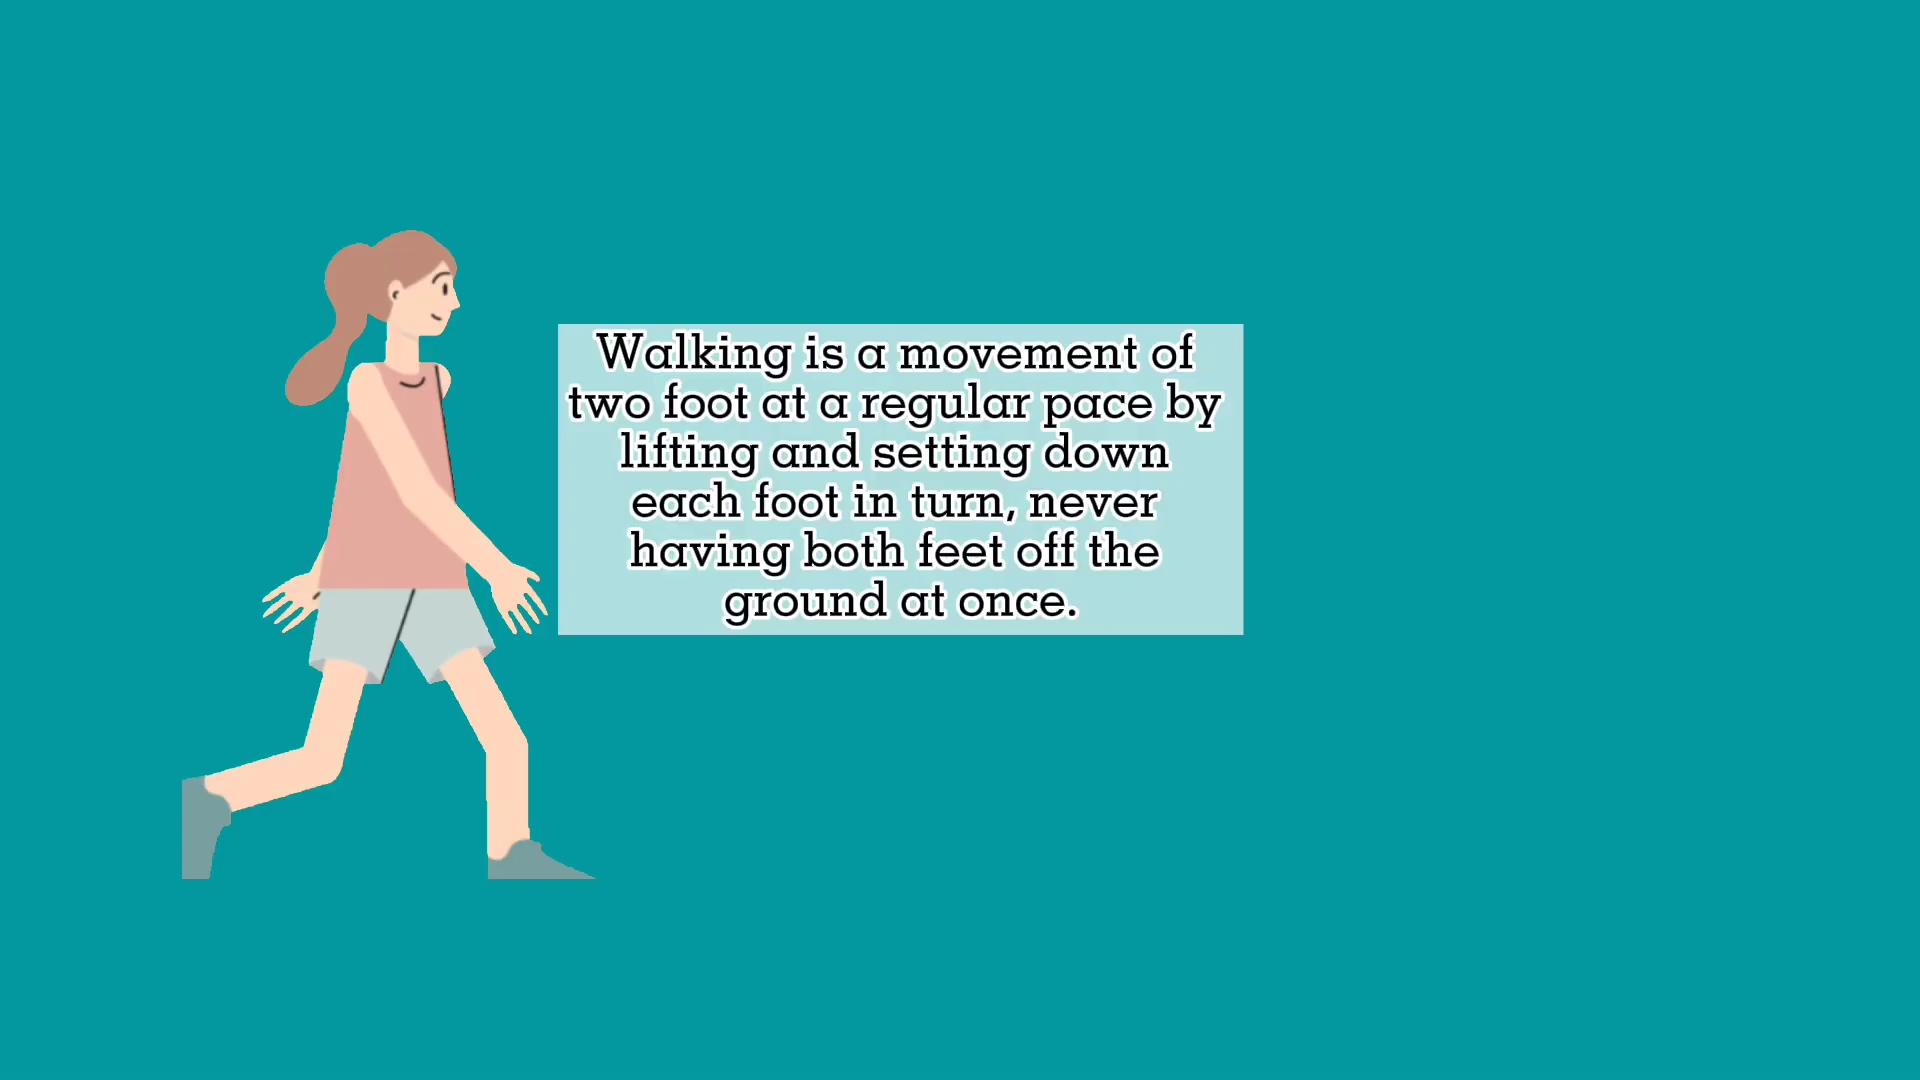 Walking is a movement of
two foot at a regular pace by
lifting and setting down
each foot in turn, never
having both feet off the
ground at once.